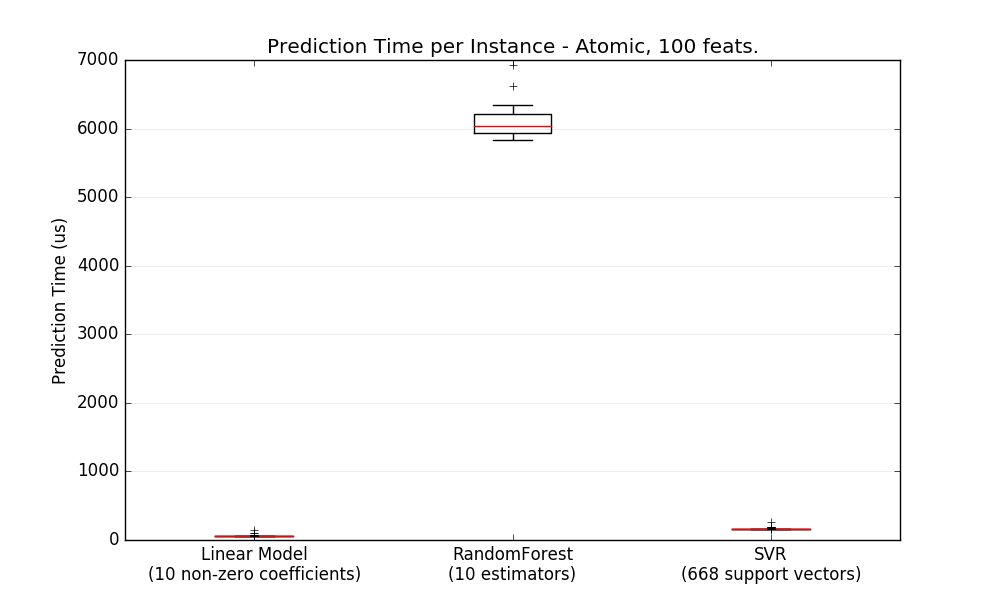 Prediction Time per Instance - Atomic, 100 feats.
7000
6000
5000
4000
3000
2000
1000
0
Prediction Time (us)
Linear Model
(10 non-zero coefficients)
RandomForest
(10 estimators)
SVR
(668 support vectors)